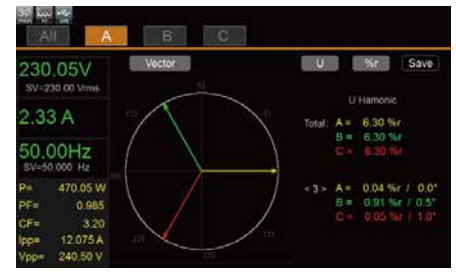 All A B C
230.05V
SV=230.00 Vrms
2.33 A
50.00Hz
SV=50.000 Hz
P= 470.05 W
PF= 0.985
CF= 3.20
Ipp= 12.075 A
Vpp= 240.50 V
Vector
U %r Save
U Hamonic
Total: A = 6.30 %r
B = 6.30 %r
C = 6.30 %r
< 3 > A = 0.04 %r / 0.0°
B = 0.91 %r / 0.5°
C = 0.05 %r / 1.0°
270